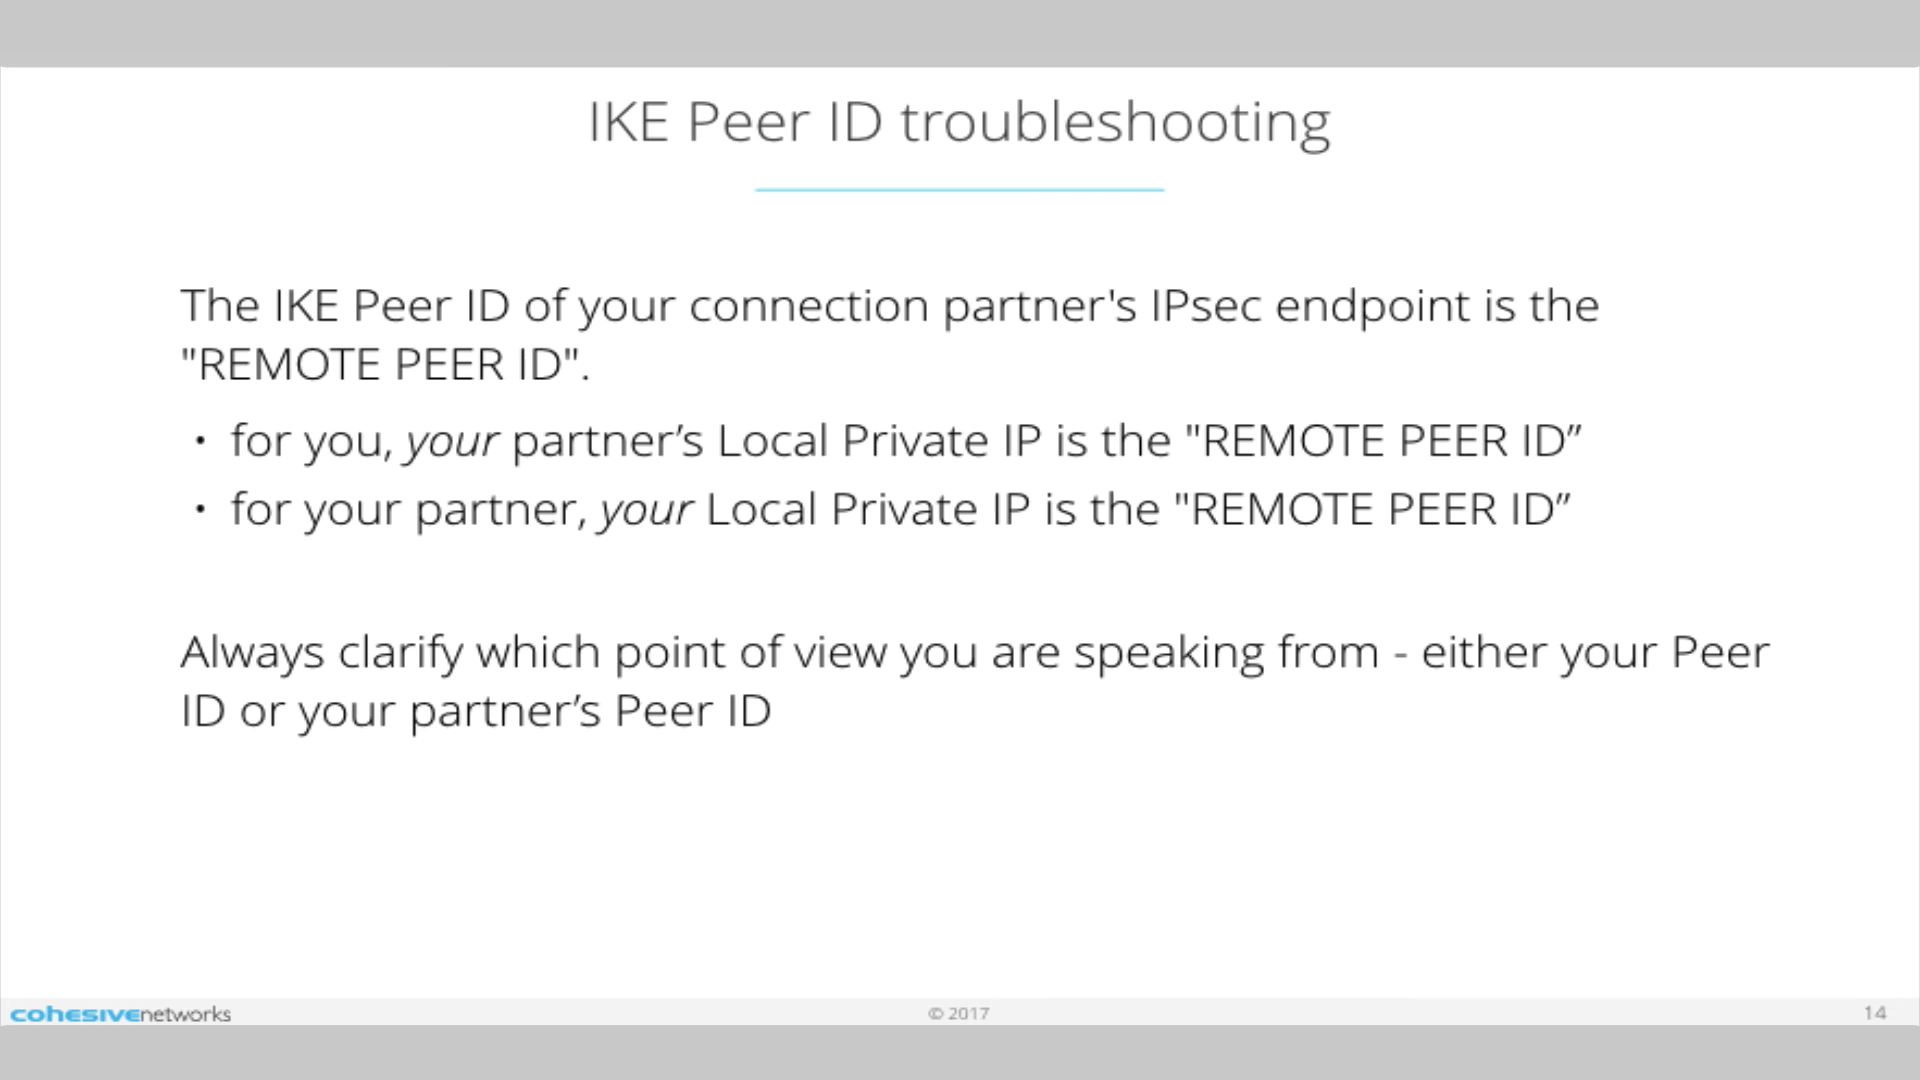 IKE Peer ID troubleshooting
The IKE Peer ID of your connection partner's IPsec endpoint is the
"REMOTE PEER ID".
• for you, your partner’s Local Private IP is the "REMOTE PEER ID”
• for your partner, your Local Private IP is the "REMOTE PEER ID”
Always clarify which point of view you are speaking from - either your Peer
ID or your partner’s Peer ID
cohesivenetworks
© 2017
14